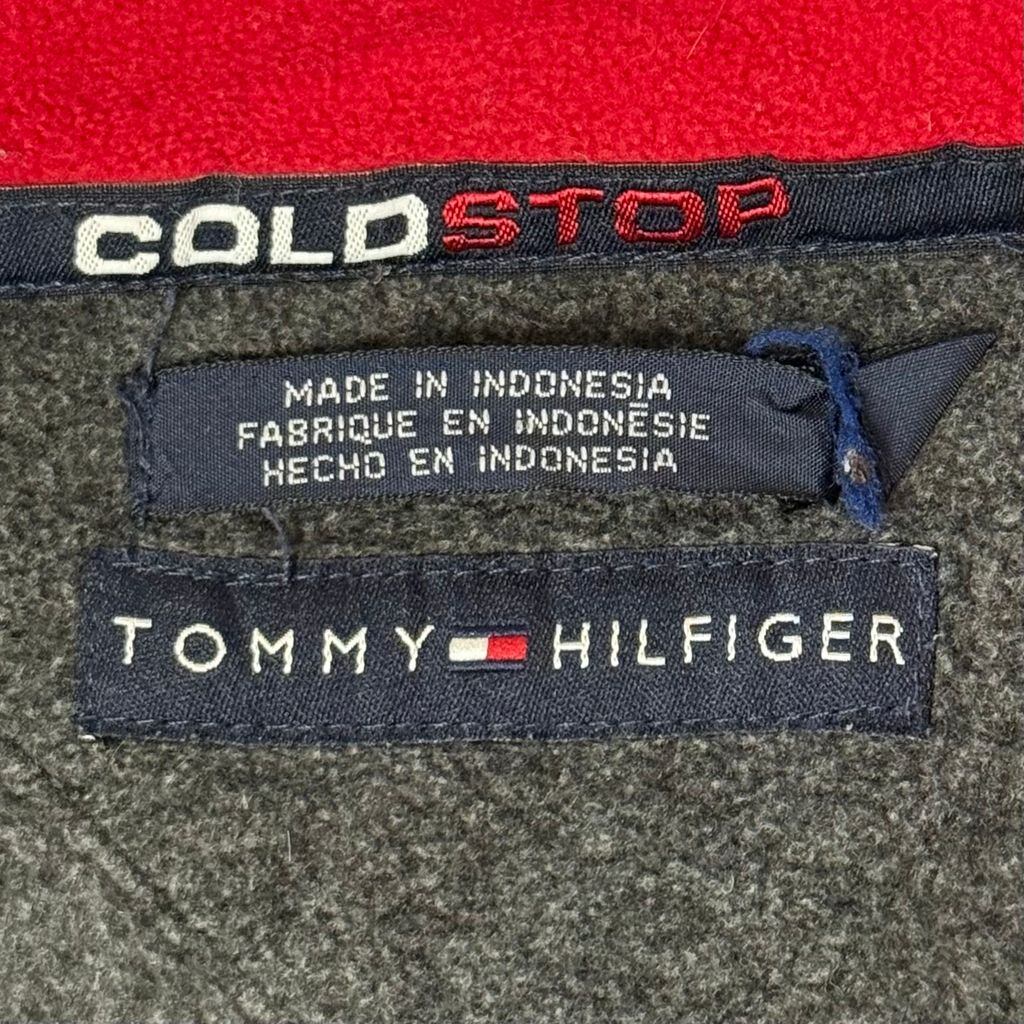 COLDSTOP
MADE IN INDONESIA
FABRIQUE EN INDONÉSIE
HECHO EN INDONESIA
TOMMY HILFIGER